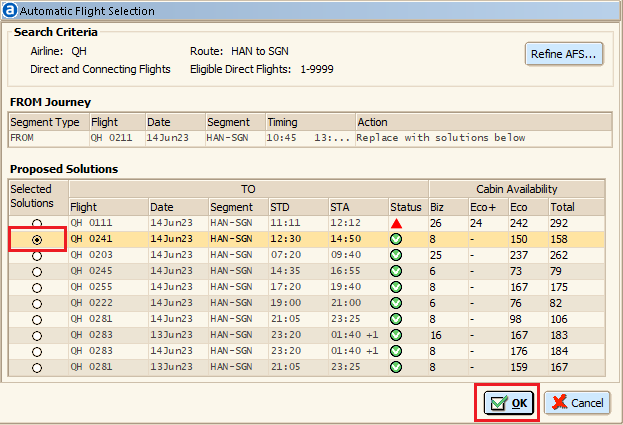 a Automatic Flight Selection
Search Criteria
Airline: QH Route: HAN to SGN
Direct and Connecting Flights Eligible Direct Flights: 1-9999
Refine AFS...
FROM Journey
Segment Type Flight Date Segment Timing Action
FROM QH 0211 14Jun23 HAN-SGN 10:45 13:... Replace with solutions below
Proposed Solutions
Selected Solutions TO Cabin Availability
Flight Date Segment STD STA Status Biz Eco+ Eco Total
QH 0111 14Jun23 HAN-SGN 11:11 12:12 26 24 242 292
QH 0241 14Jun23 HAN-SGN 12:30 14:50 8 - 150 158
QH 0203 14Jun23 HAN-SGN 07:20 09:40 25 - 237 262
QH 0245 14Jun23 HAN-SGN 14:35 16:55 6 - 73 79
QH 0255 14Jun23 HAN-SGN 17:20 19:40 8 - 167 175
QH 0222 14Jun23 HAN-SGN 19:00 21:00 6 - 76 82
QH 0281 14Jun23 HAN-SGN 21:05 23:25 8 - 98 106
QH 0283 13Jun23 HAN-SGN 23:20 01:40 +1 16 - 167 183
QH 0283 14Jun23 HAN-SGN 23:20 01:40 +1 8 - 176 184
QH 0281 13Jun23 HAN-SGN 21:05 23:25 8 - 159 167
OK Cancel